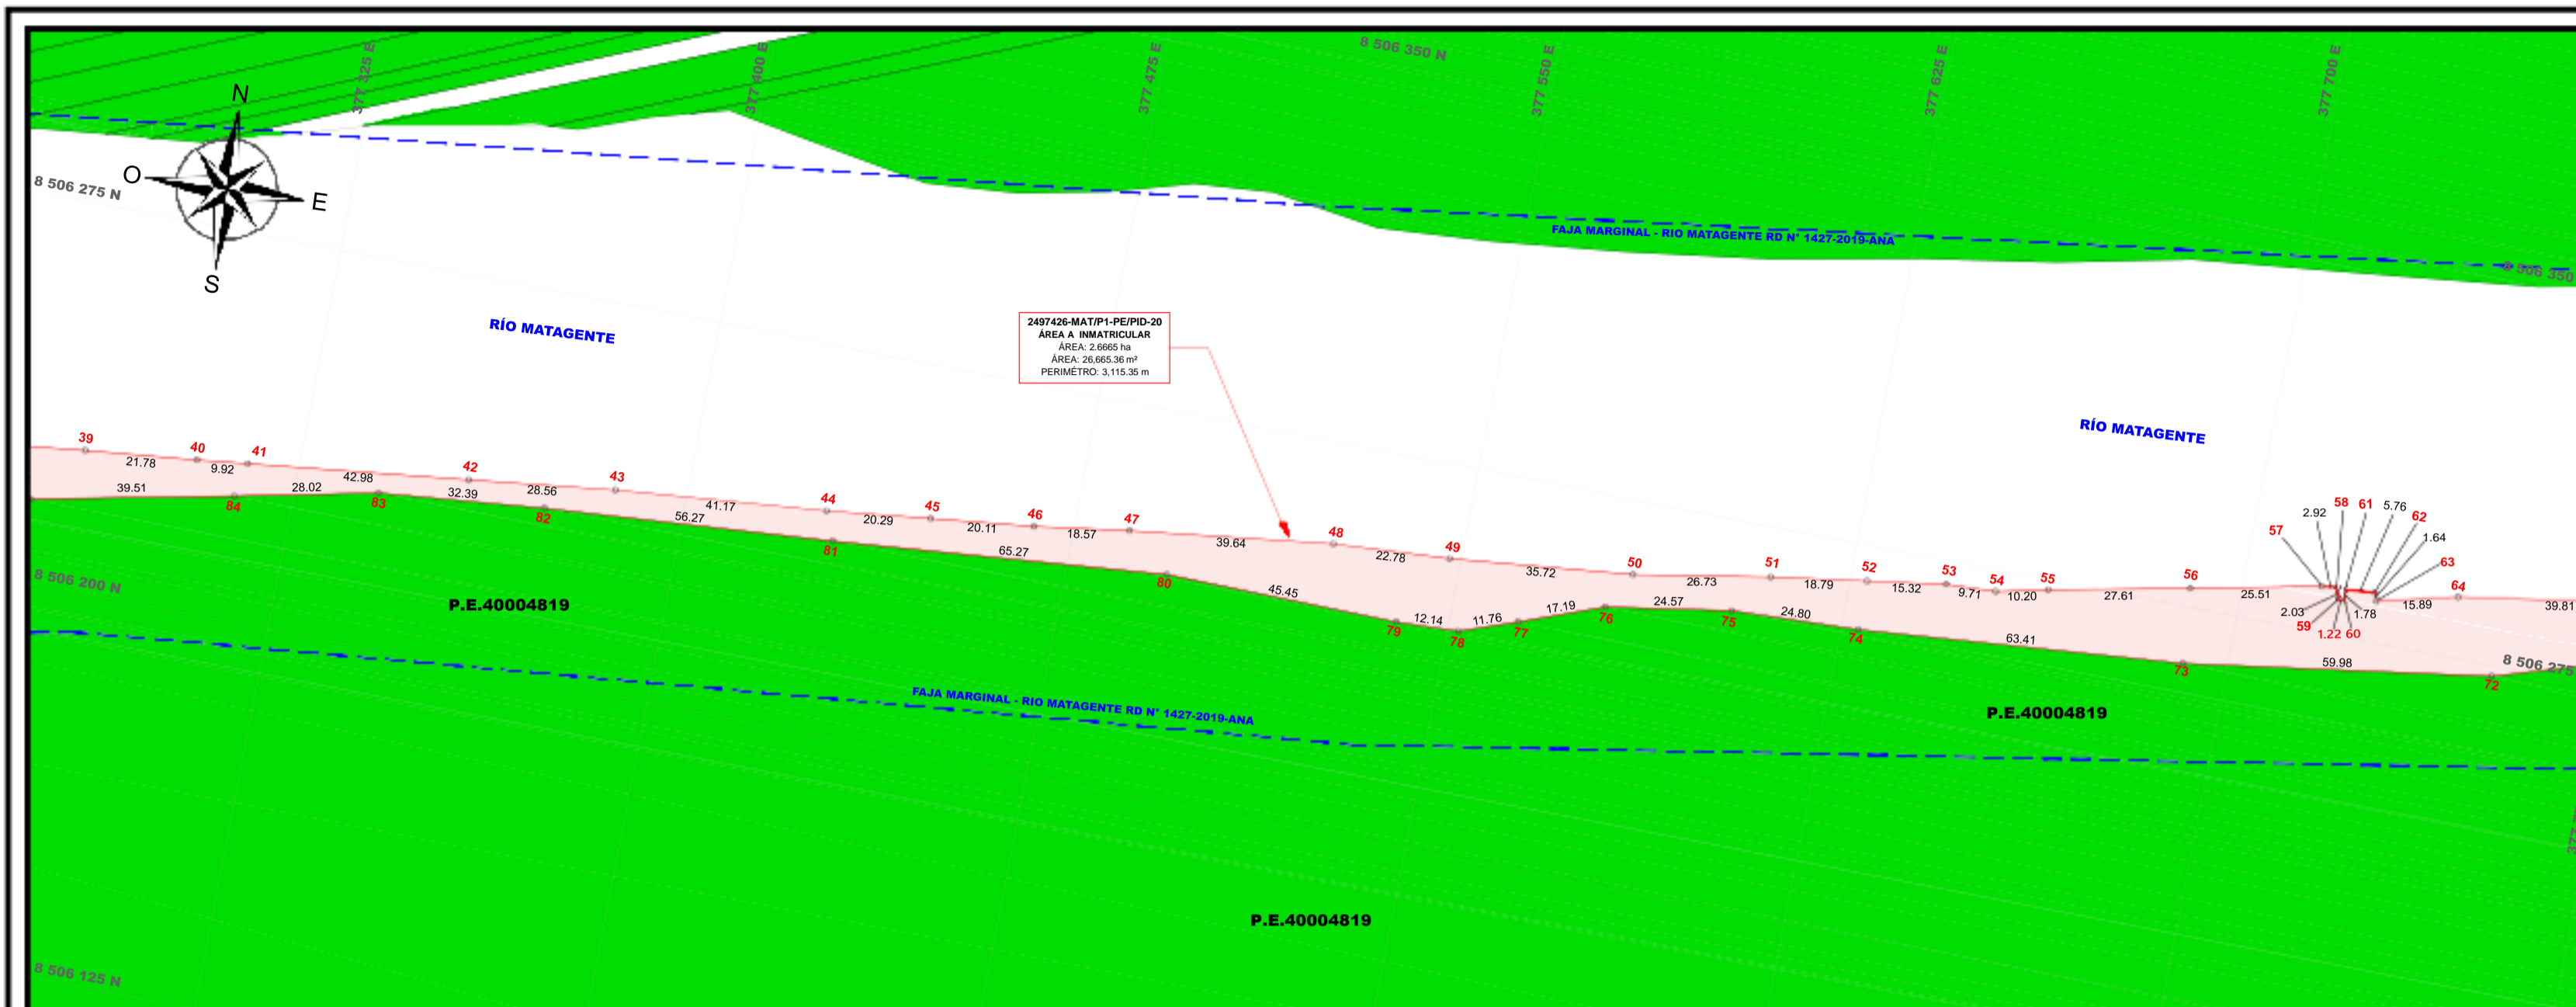 377 325 E
377 400 E
377 475 E
8 506 350 N
377 550 E
377 625 E
377 700 E
N
O
E
S
8 506 275 N
FAJA MARGINAL - RIO MATAGENTE RD N° 1427-2019-ANA
8 506 350
RÍO MATAGENTE
2497426-MAT/P1-PE/PID-20
ÁREA A INMATRICULAR
ÁREA: 2.6665 ha
ÁREA: 26,665.36 m²
PERIMÉTRO: 3,115.35 m
RÍO MATAGENTE
39
40
41
42
43
44
45
46
47
48
49
50
51
52
53
54
55
56
57
2.92
58
61
5.76
62
1.64
63
64
21.78
9.92
42.98
28.56
41.17
20.29
20.11
18.57
39.64
22.78
35.72
26.73
18.79
15.32
9.71
10.20
27.61
25.51
2.03
59
1.22
60
1.78
15.89
39.81
39.51
28.02
32.39
56.27
65.27
45.45
12.14
11.76
17.19
24.57
24.80
63.41
59.98
84
83
82
81
80
79
78
77
76
75
74
73
72
8 506 275
8 506 200 N
P.E.40004819
FAJA MARGINAL - RIO MATAGENTE RD N° 1427-2019-ANA
P.E.40004819
377
P.E.40004819
8 506 125 N